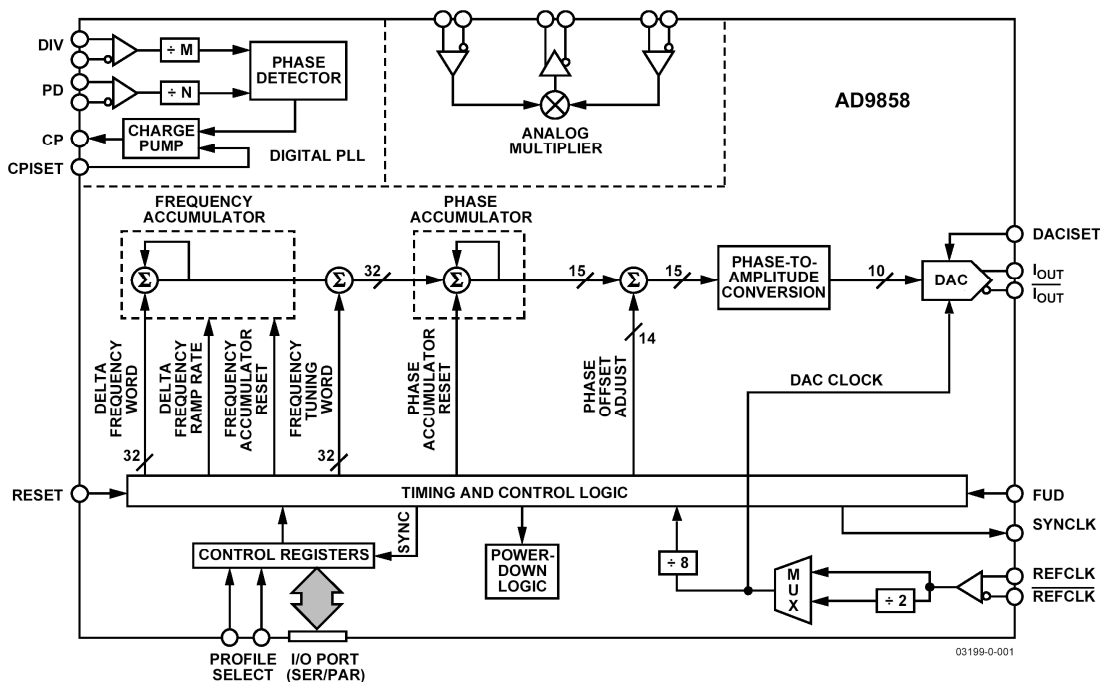 DIV
PD
CP
CPISET
÷ M
÷ N
PHASE
DETECTOR
CHARGE
PUMP
DIGITAL PLL
ANALOG
MULTIPLIER
AD9858
FREQUENCY
ACCUMULATOR
PHASE
ACCUMULATOR
Σ
Σ
32
Σ
15
Σ
15
PHASE-TO-
AMPLITUDE
CONVERSION
10
DAC
DACISET
IOUT
IOUT
DELTA
FREQUENCY
WORD
32
DELTA
FREQUENCY
RAMP RATE
FREQUENCY
ACCUMULATOR
RESET
FREQUENCY
TUNING
WORD
32
PHASE
ACCUMULATOR
RESET
PHASE
OFFSET
ADJUST
14
DAC CLOCK
RESET
TIMING AND CONTROL LOGIC
FUD
SYNCLK
SYNC
CONTROL REGISTERS
POWER-
DOWN
LOGIC
÷ 8
MUX
÷ 2
REFCLK
REFCLK
PROFILE
SELECT
I/O PORT
(SER/PAR)
03199-0-001